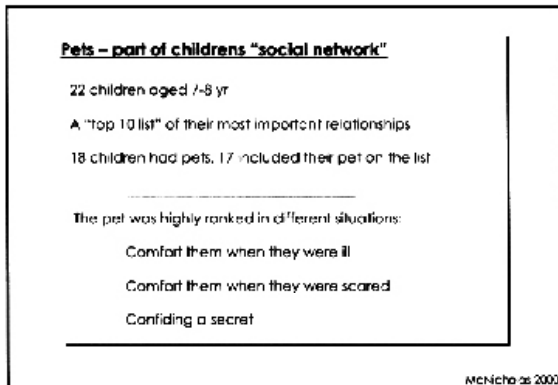 Pets – part of childrens “social network”
22 children aged 7-8 yr
A “top 10 list” of their most important relationships
18 children had pets, 17 included their pet on the list
The pet was highly ranked in different situations:
Comfort them when they were ill
Comfort them when they were scared
Confiding a secret
McNicholas 2000